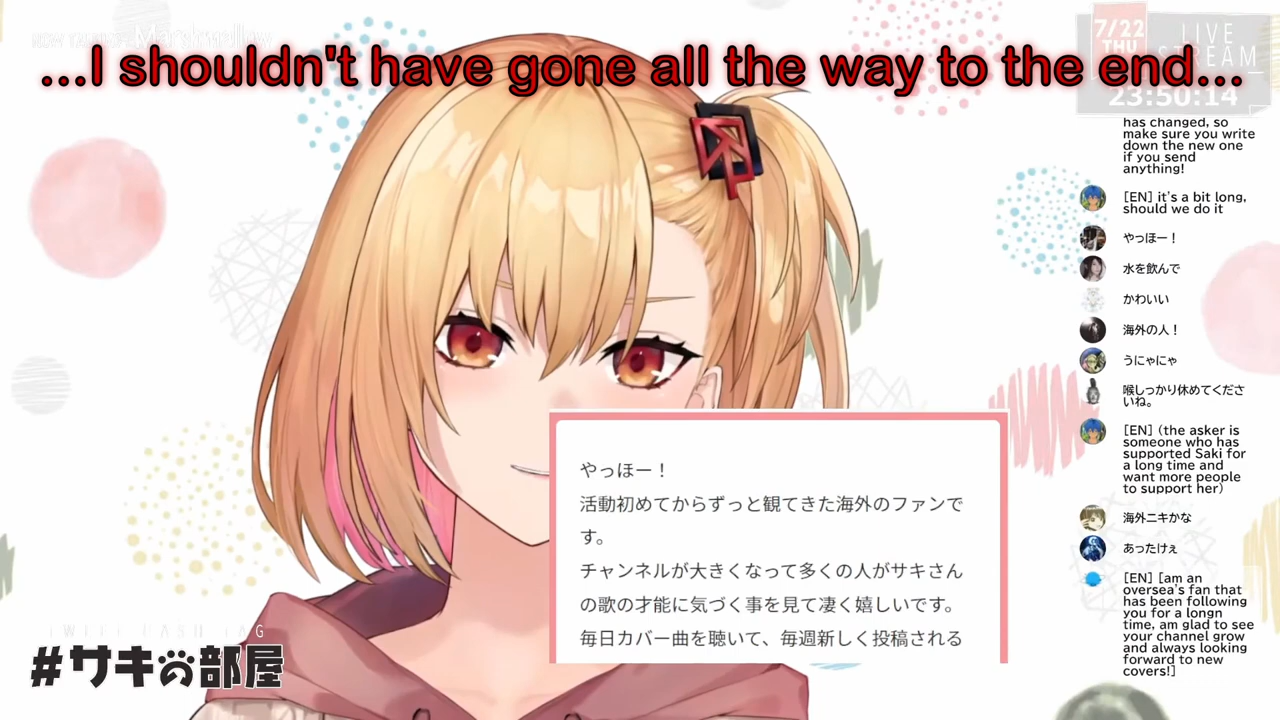 ...I shouldn't have gone all the way to the end...
7/22
THU
LIVE
STREAM
23:50:14
has changed, so
make sure you write
down the new one
if you send
anything!
[EN] it's a bit long,
should we do it
やっほー！
水を飲んで
かわいい
海外の人！
うにゃにゃ
喉しっかり休めてくださ
いね。
[EN] (the asker is
someone who has
supported Saki for
a long time and
want more people
to support her)
海外ニキかな
あったけぇ
[EN] [am an
oversea's fan that
has been following
you for a longn
time, am glad to see
your channel grow
and always looking
forward to new
covers!]
やっほー！
活動初めてからずっと観てきた海外のファンで
す。
チャンネルが大きくなって多くの人がサキさん
の歌の才能に気づく事を見て凄く嬉しいです。
毎日カバー曲を聴いて、毎週新しく投稿される
TWEET HASH TAG
#サキの部屋